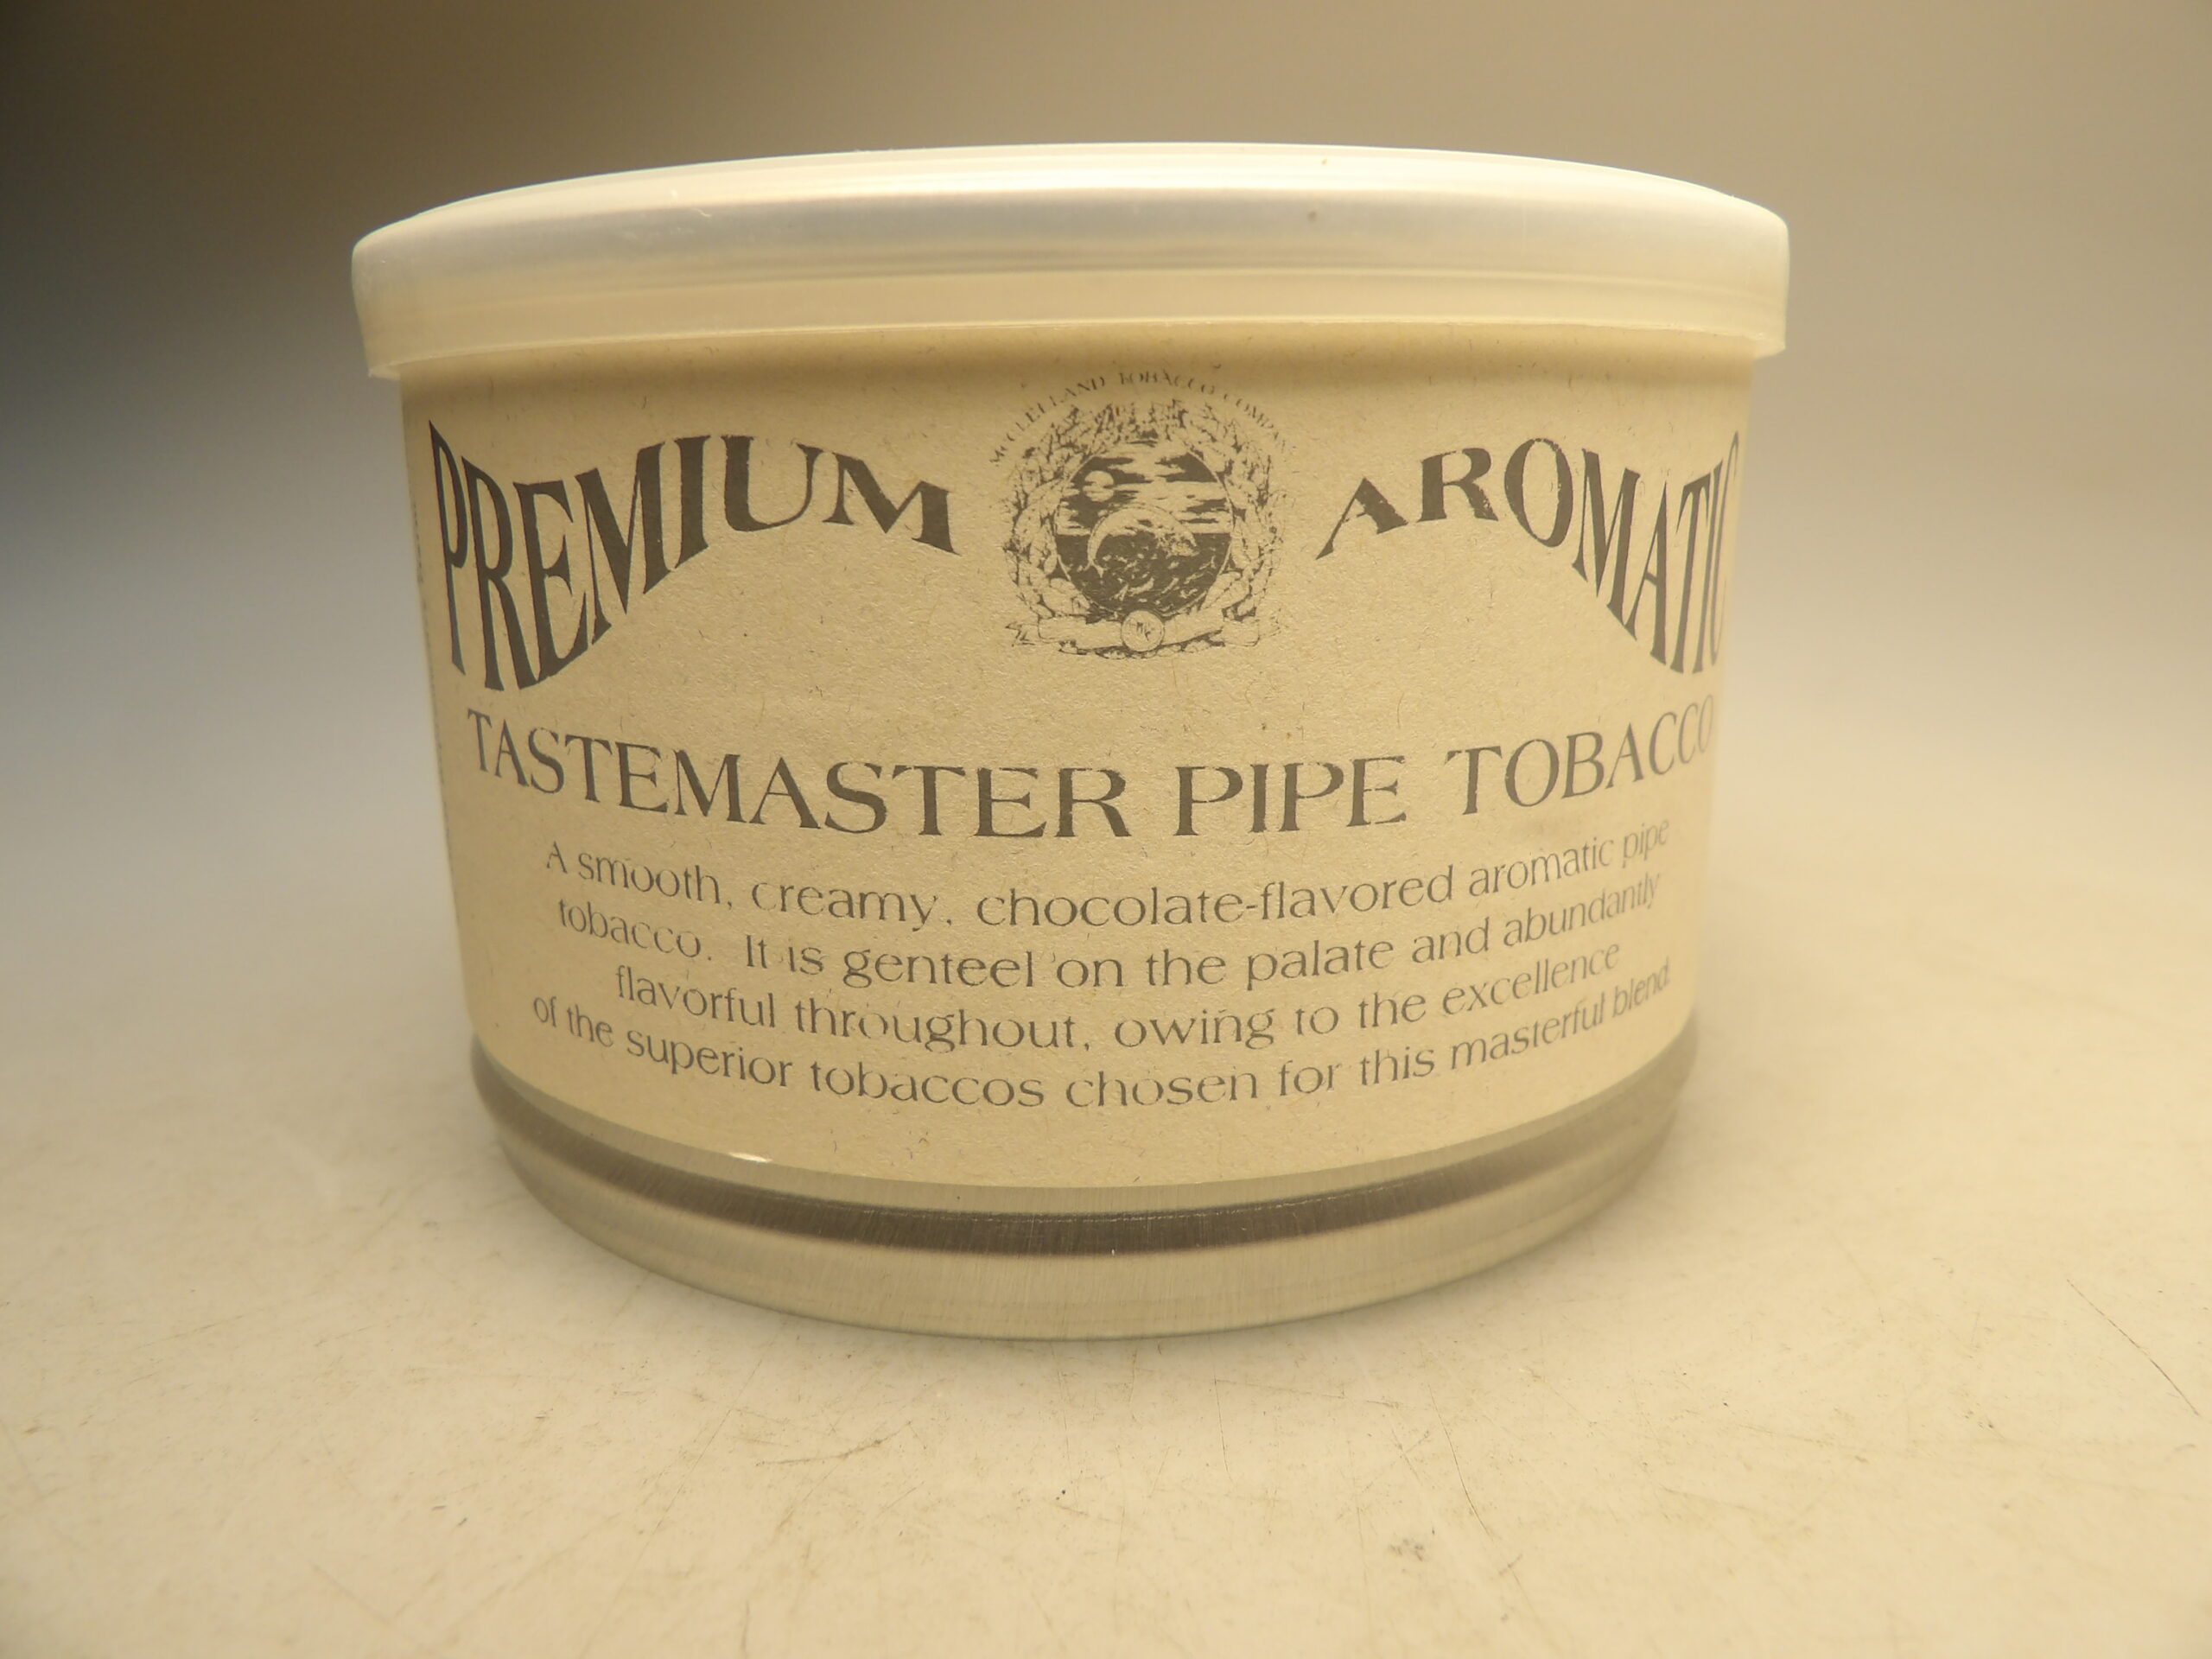 McCLELLAND TOBACCO COMPANY
PREMIUM AROMATIC
TASTEMASTER PIPE TOBACCO
A smooth, creamy, chocolate-flavored aromatic pipe
tobacco. It is genteel on the palate and abundantly
flavorful throughout, owing to the excellence
of the superior tobaccos chosen for this masterful blend.